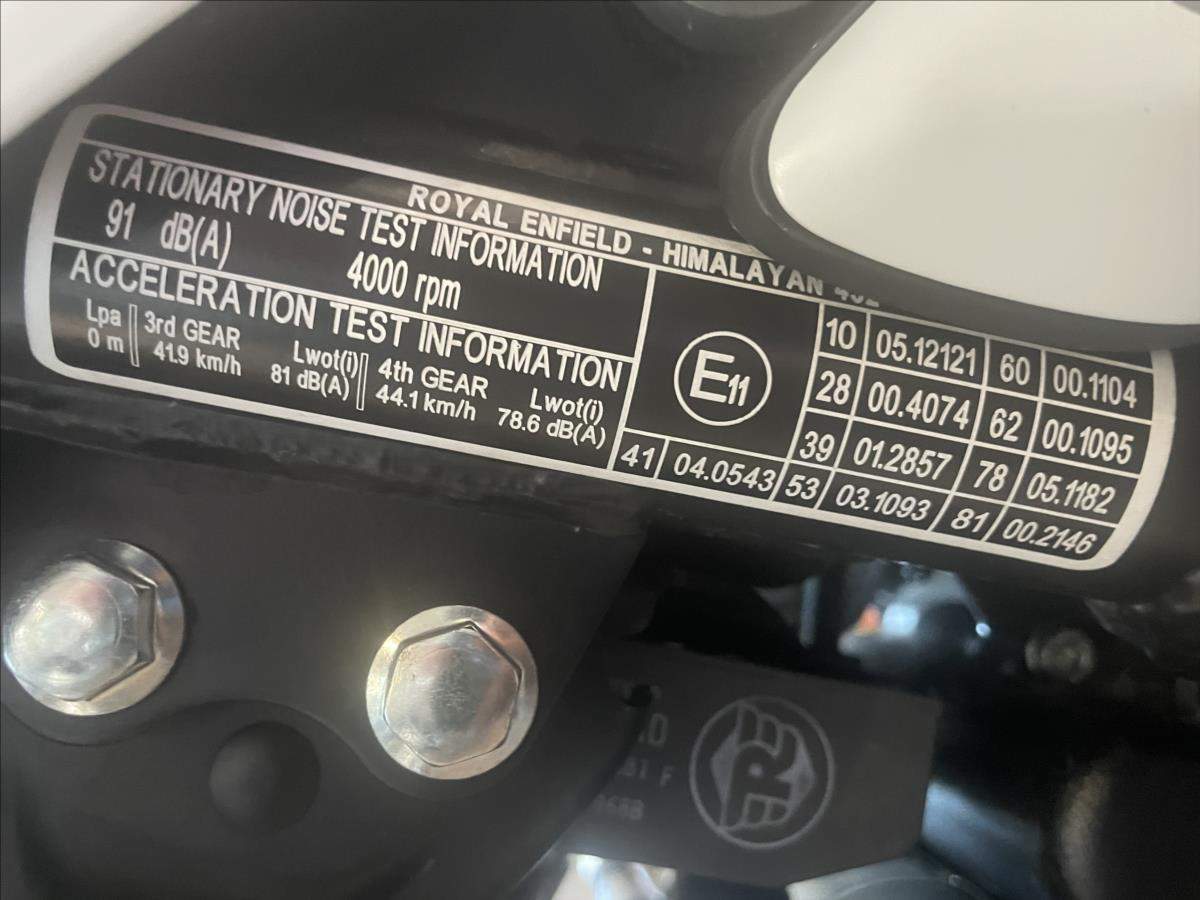 ROYAL ENFIELD - HIMALAYAN
STATIONARY NOISE TEST INFORMATION
91 dB(A) 4000 rpm
ACCELERATION TEST INFORMATION
Lpa 3rd GEAR Lwot(i) 4th GEAR Lwot(i)
0 m 41.9 km/h 81 dB(A) 44.1 km/h 78.6 dB(A)
E11
10 05.12121 60 00.1104
28 00.4074 62 00.1095
39 01.2857 78 05.1182
41 04.0543 53 03.1093 81 00.2146